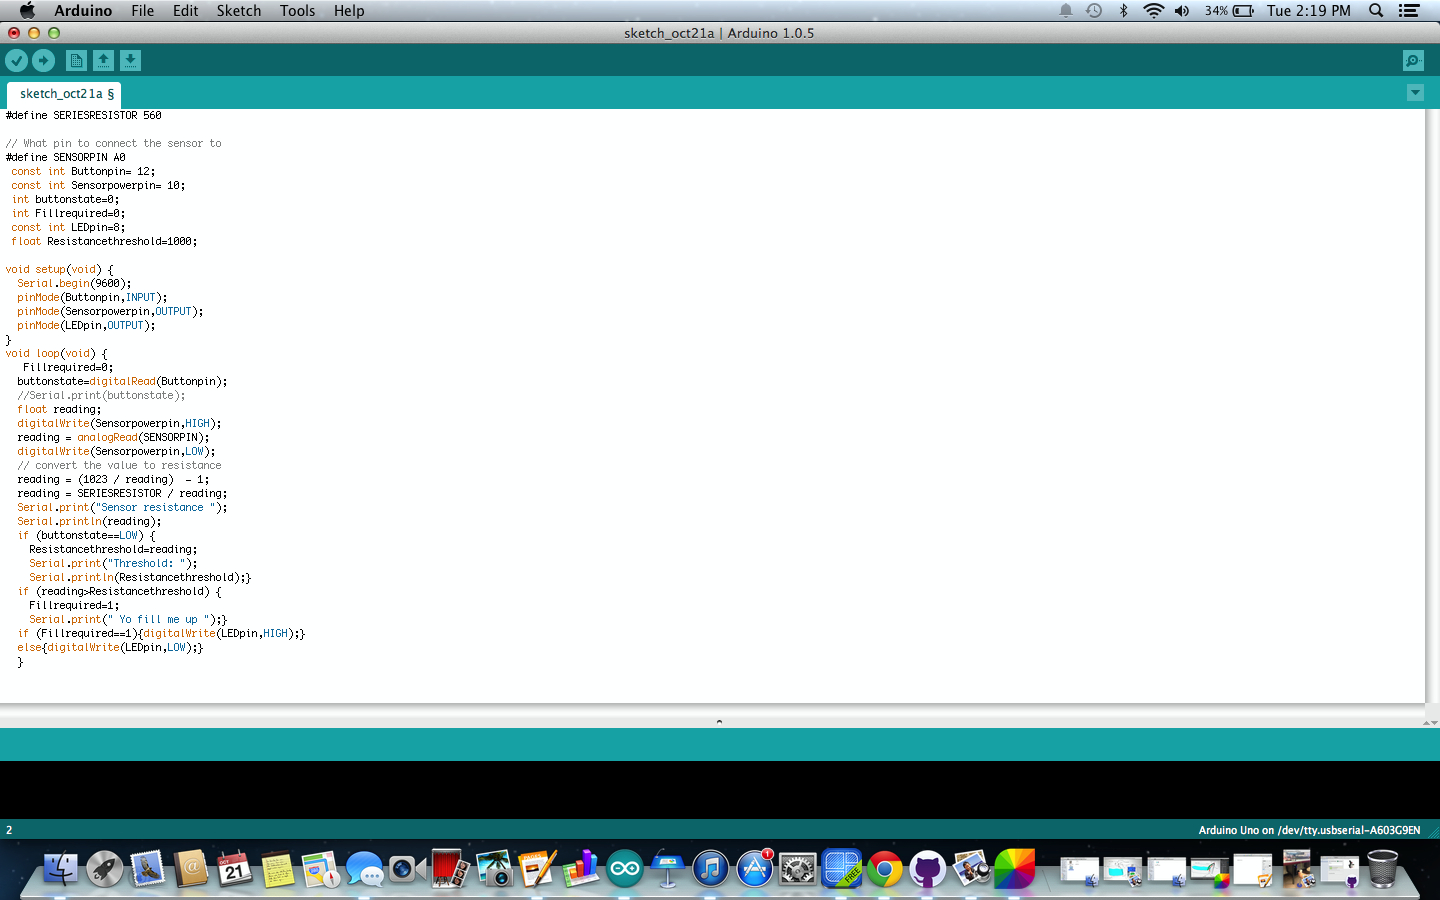 Arduino File Edit Sketch Tools Help 34% Tue 2:19 PM
sketch_oct21a | Arduino 1.0.5
sketch_oct21a §
#define SERIESRESISTOR 560
// What pin to connect the sensor to
#define SENSORPIN A0
const int Buttonpin= 12;
const int Sensorpowerpin= 10;
int buttonstate=0;
int Fillrequired=0;
const int LEDpin=8;
float Resistancethreshold=1000;
void setup(void) {
Serial.begin(9600);
pinMode(Buttonpin,INPUT);
pinMode(Sensorpowerpin,OUTPUT);
pinMode(LEDpin,OUTPUT);
}
void loop(void) {
Fillrequired=0;
buttonstate=digitalRead(Buttonpin);
//Serial.print(buttonstate);
float reading;
digitalWrite(Sensorpowerpin,HIGH);
reading = analogRead(SENSORPIN);
digitalWrite(Sensorpowerpin,LOW);
// convert the value to resistance
reading = (1023 / reading)  - 1;
reading = SERIESRESISTOR / reading;
Serial.print("Sensor resistance ");
Serial.println(reading);
if (buttonstate==LOW) {
Resistancethreshold=reading;
Serial.print("Threshold: ");
Serial.println(Resistancethreshold);}
if (reading>Resistancethreshold) {
Fillrequired=1;
Serial.print(" Yo fill me up ");}
if (Fillrequired==1){digitalWrite(LEDpin,HIGH);}
else{digitalWrite(LEDpin,LOW);}
}
2 Arduino Uno on /dev/tty.usbserial-A603G9EN
OCT
21
1
FREE